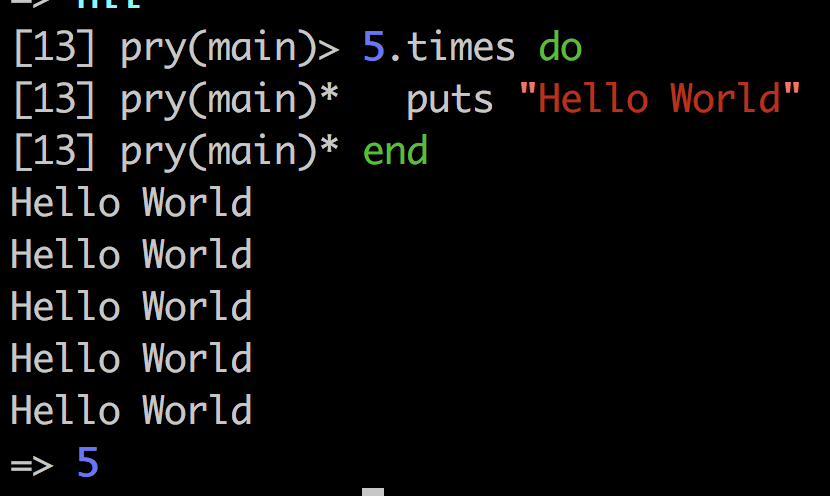 => nil
[13] pry(main)> 5.times do
[13] pry(main)*   puts "Hello World"
[13] pry(main)* end
Hello World
Hello World
Hello World
Hello World
Hello World
=> 5